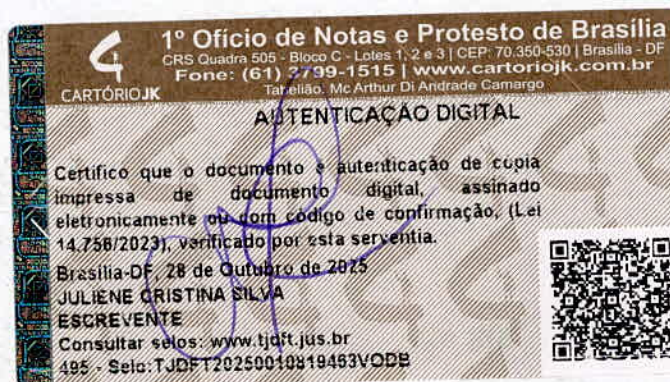 1º Ofício de Notas e Protesto de Brasília
CRS Quadra 505 - Bloco C - Lotes 1, 2 e 3 | CEP: 70.350-530 | Brasília - DF
Fone: (61) 2799-1515 | www.cartoriojk.com.br
Tabelião. Mc Arthur Di Andrade Camargo
CARTÓRIOJK
AUTENTICAÇÃO DIGITAL
Certifico que o documento é autenticação de copia
impressa de documento digital, assinado
eletronicamente ou com código de confirmação, (Lei
14.756/2023), verificado por esta serventia.
Brasília-DF, 28 de Outubro de 2025
JULIENE CRISTINA SILVA
ESCREVENTE
Consultar selos: www.tjdft.jus.br
495 - Selo:TJDFT20250010819463VODB